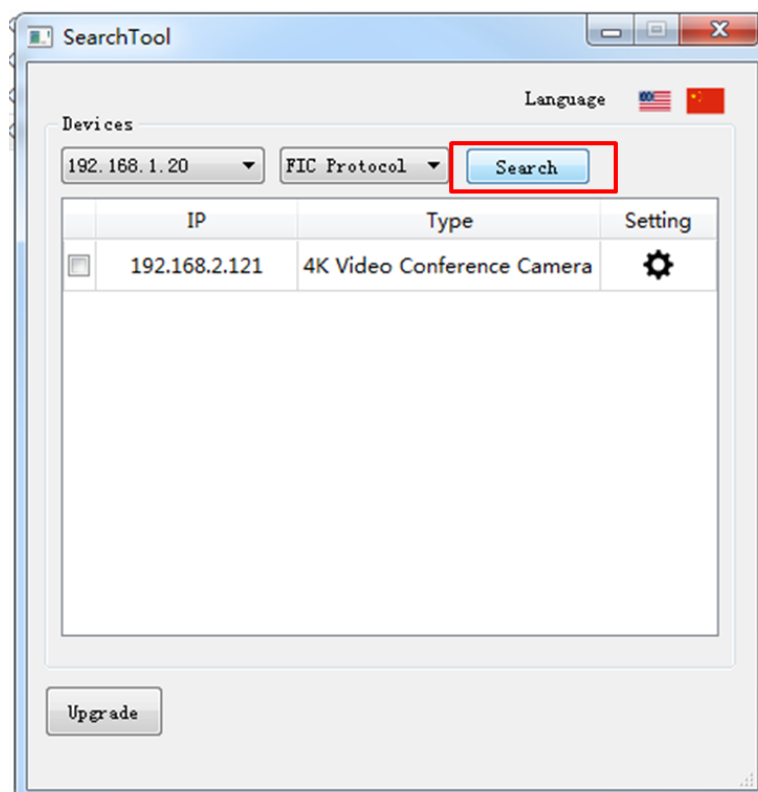 SearchTool
Language
Devices
192.168.1.20 FIC Protocol Search
IP Type Setting
192.168.2.121 4K Video Conference Camera
Upgrade